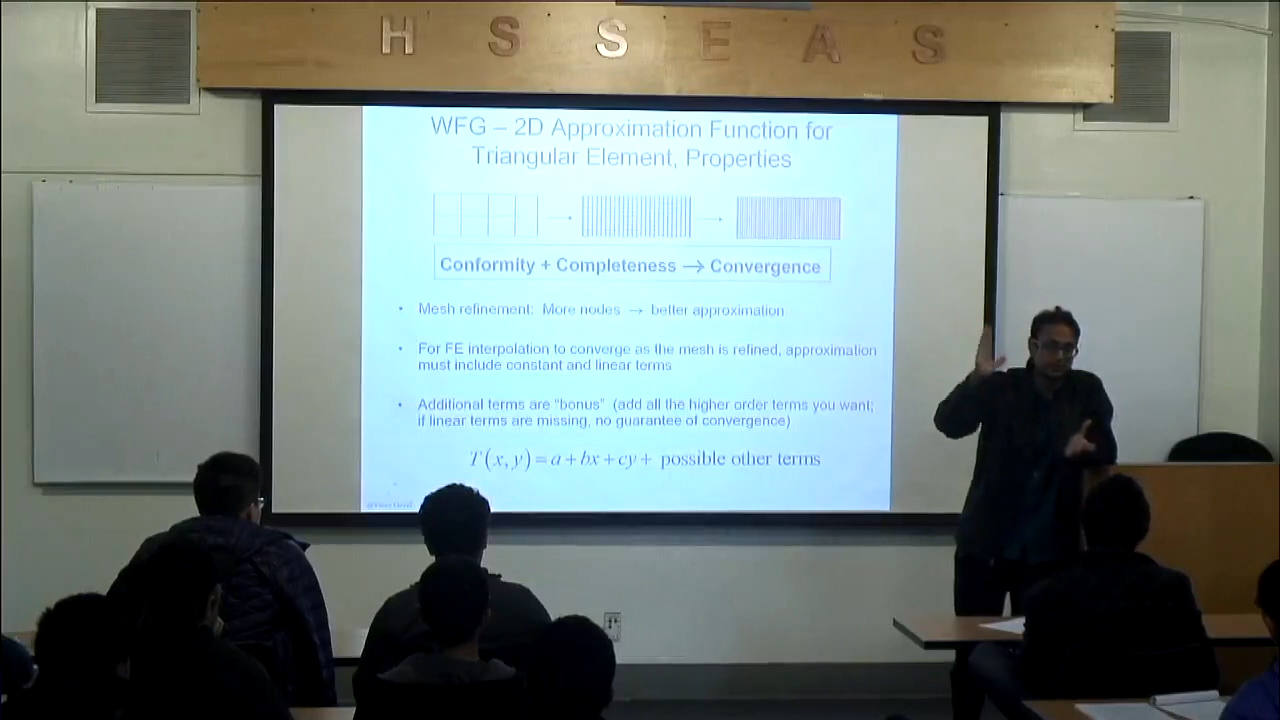 H S S E A S
WFG – 2D Approximation Function for
Triangular Element, Properties
Conformity + Completeness → Convergence
• Mesh refinement: More nodes → better approximation
• For FE interpolation to converge as the mesh is refined, approximation
must include constant and linear terms
• Additional terms are "bonus" (add all the higher order terms you want;
if linear terms are missing, no guarantee of convergence)
T(x, y) = a + bx + cy + possible other terms